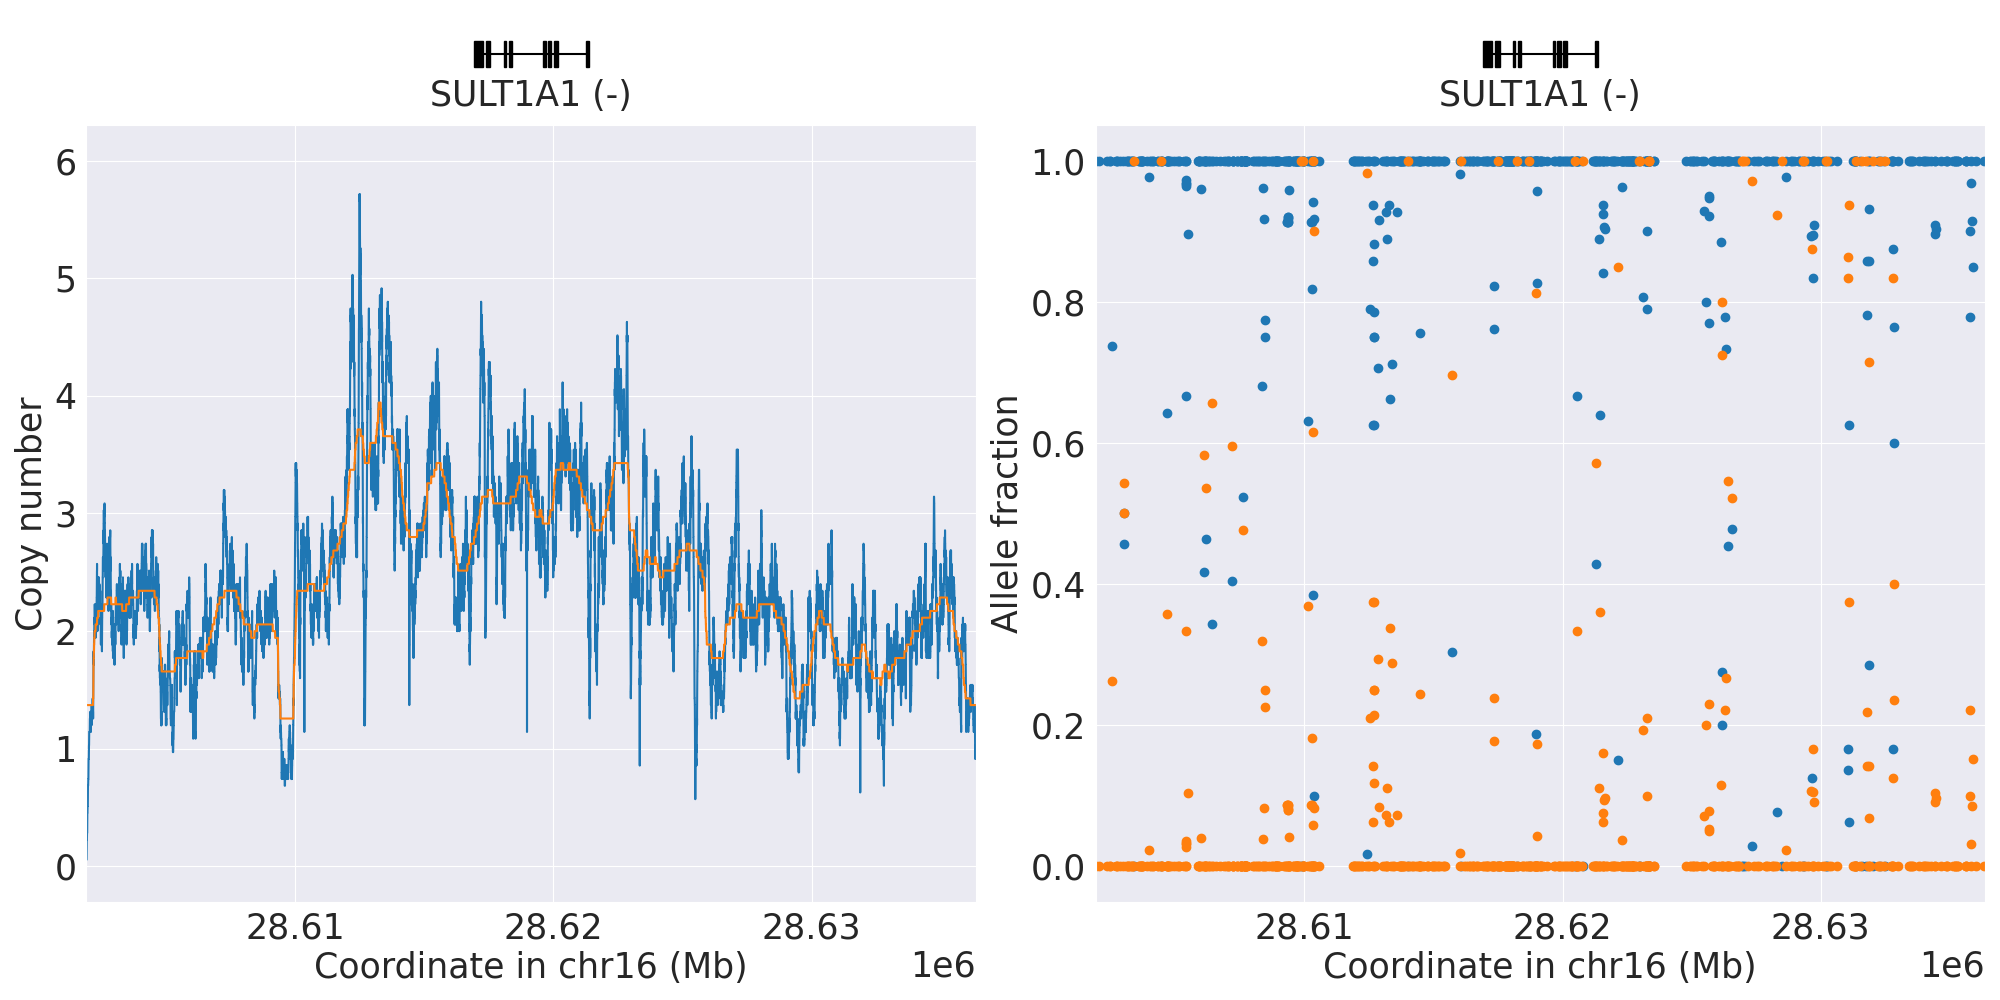 SULT1A1 (-)
6
5
4
3
2
1
0
Copy number
28.61
28.62
28.63
Coordinate in chr16 (Mb)
1e6
SULT1A1 (-)
1.0
0.8
0.6
0.4
0.2
0.0
Allele fraction
28.61
28.62
28.63
Coordinate in chr16 (Mb)
1e6